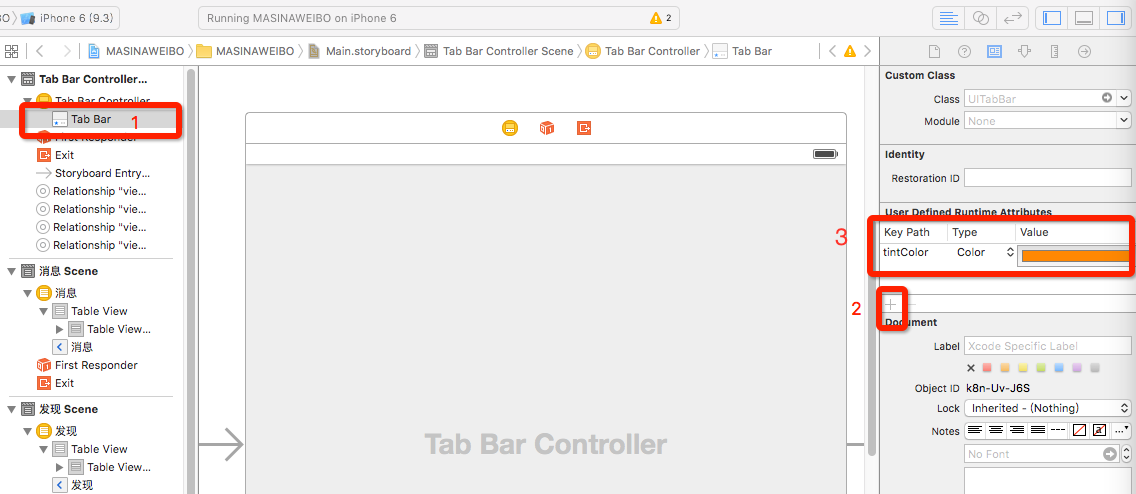 BO
iPhone 6 (9.3)
Running MASINAWEIBO on iPhone 6
2
MASINAWEIBO
MASINAWEIBO
Main.storyboard
Tab Bar Controller Scene
Tab Bar Controller
Tab Bar
Tab Bar Controller...
Tab Bar Controller
Tab Bar
1
First Responder
Exit
Storyboard Entry...
Relationship "vie...
Relationship "vie...
Relationship "vie...
Relationship "vie...
消息 Scene
消息
Table View
Table View...
消息
First Responder
Exit
发现 Scene
发现
Table View
Table View...
发现
Tab Bar Controller
Custom Class
Class UITabBar
Module None
Identity
Restoration ID
User Defined Runtime Attributes
3
Key Path Type Value
tintColor Color
2
Document
Label Xcode Specific Label
Object ID k8n-Uv-J6S
Lock Inherited - (Nothing)
Notes
No Font